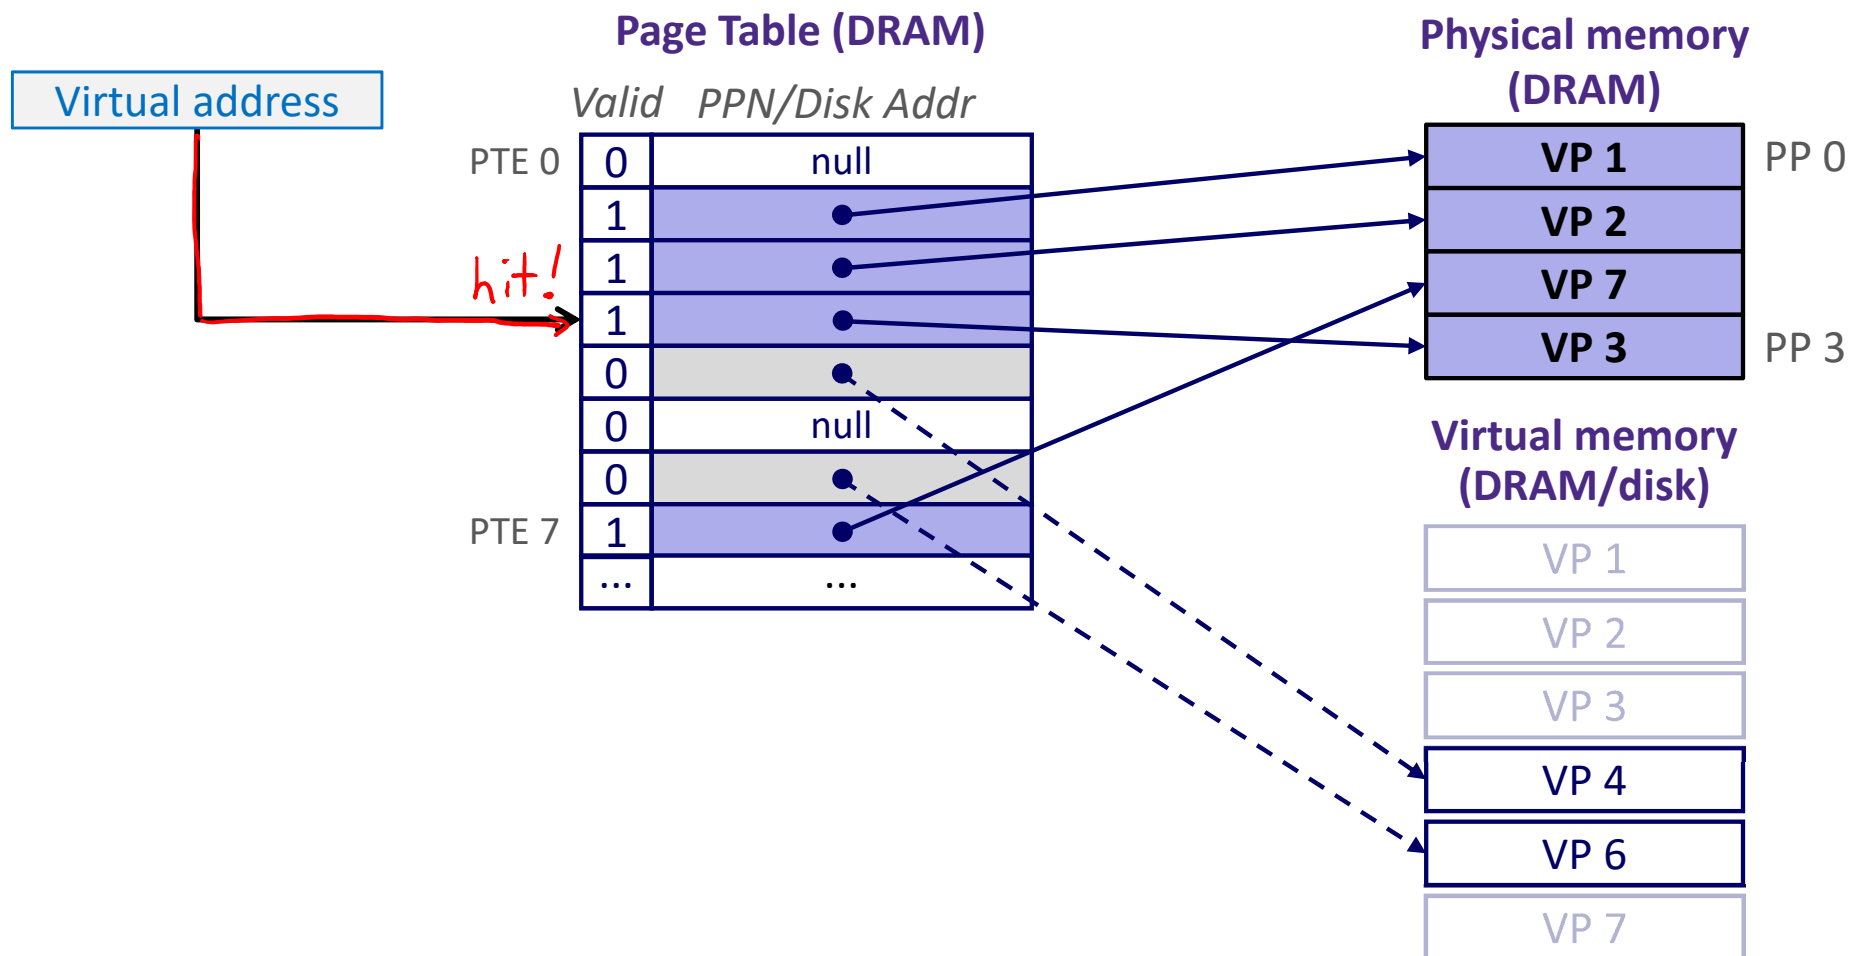 Page Table (DRAM)
Physical memory
(DRAM)
Virtual address
Valid PPN/Disk Addr
PTE 0 0 null
1
1
hit!
1
0
0 null
0
PTE 7 1
... ...
VP 1 PP 0
VP 2
VP 7
VP 3 PP 3
Virtual memory
(DRAM/disk)
VP 1
VP 2
VP 3
VP 4
VP 6
VP 7